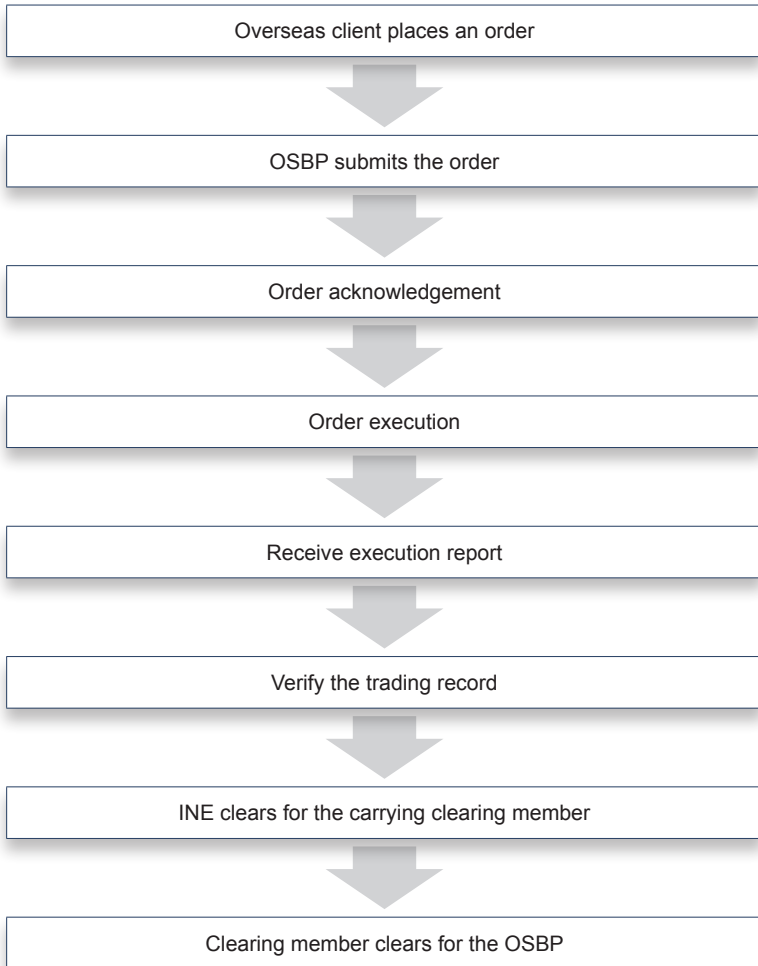 Overseas client places an order
OSBP submits the order
Order acknowledgement
Order execution
Receive execution report
Verify the trading record
INE clears for the carrying clearing member
Clearing member clears for the OSBP